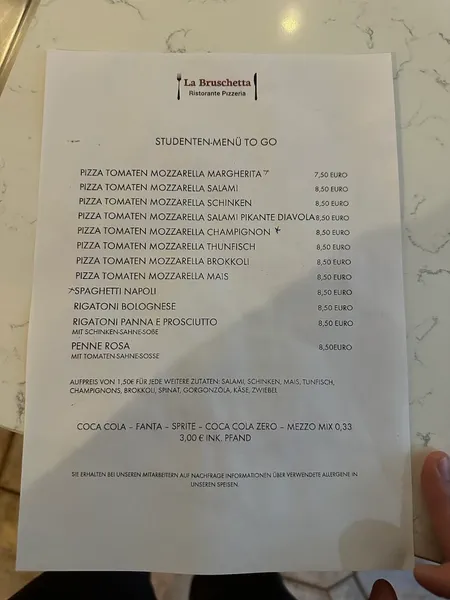 La Bruschetta
Ristorante Pizzeria
STUDENTEN-MENÜ TO GO
PIZZA TOMATEN MOZZARELLA MARGHERITA 7,50 EURO
PIZZA TOMATEN MOZZARELLA SALAMI 8,50 EURO
PIZZA TOMATEN MOZZARELLA SCHINKEN 8,50 EURO
PIZZA TOMATEN MOZZARELLA SALAMI PIKANTE DIAVOLA 8,50 EURO
PIZZA TOMATEN MOZZARELLA CHAMPIGNON 8,50 EURO
PIZZA TOMATEN MOZZARELLA THUNFISCH 8,50 EURO
PIZZA TOMATEN MOZZARELLA BROKKOLI 8,50 EURO
PIZZA TOMATEN MOZZARELLA MAIS 8,50 EURO
SPAGHETTI NAPOLI 8,50 EURO
RIGATONI BOLOGNESE 8,50 EURO
RIGATONI PANNA E PROSCIUTTO 8,50 EURO
MIT SCHINKEN-SAHNE-SOßE
PENNE ROSA 8,50EURO
MIT TOMATEN-SAHNE-SOSSE
AUFPREIS VON 1,50€ FÜR JEDE WEITERE ZUTATEN: SALAMI, SCHINKEN, MAIS, TUNFISCH,
CHAMPIGNONS, BROKKOLI, SPINAT, GORGONZOLA, KÄSE, ZWIEBEL
COCA COLA – FANTA – SPRITE – COCA COLA ZERO – MEZZO MIX 0,33
3,00 € INK. PFAND
SIE ERHALTEN BEI UNSEREN MITARBEITERN AUF NACHFRAGE INFORMATIONEN ÜBER VERWENDETE ALLERGENE IN
UNSEREN SPEISEN.